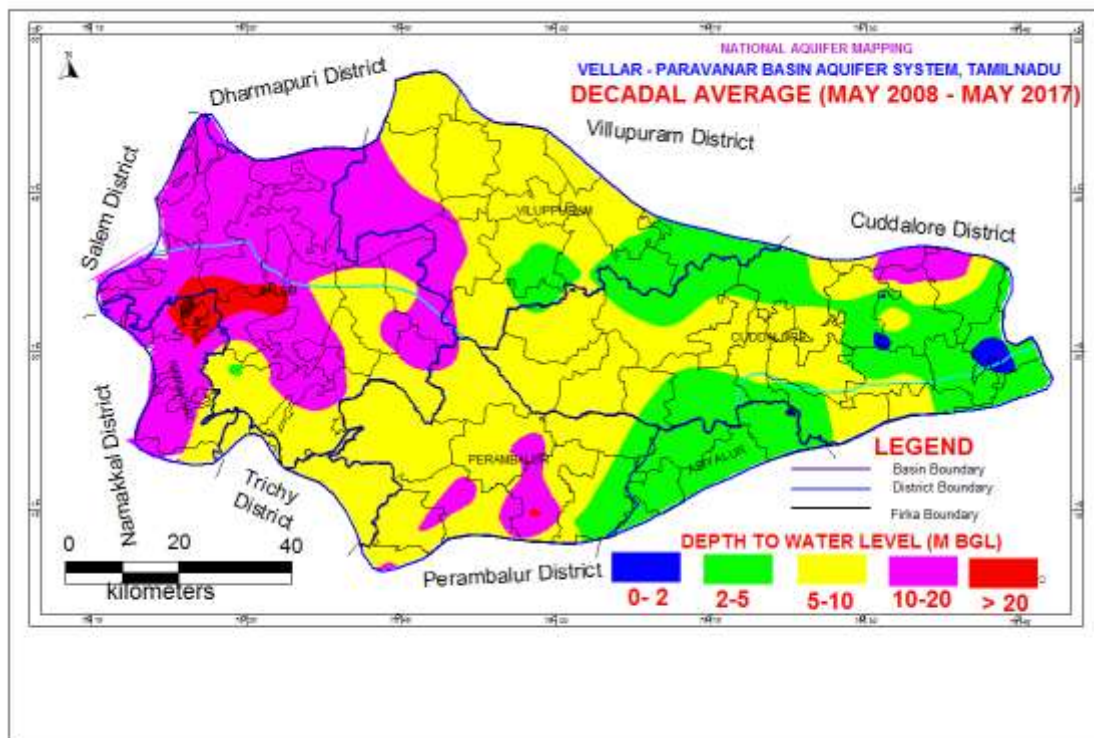 NATIONAL AQUIFER MAPPING
VELLAR - PARAVANAR BASIN AQUIFER SYSTEM, TAMILNADU
DECADAL AVERAGE (MAY 2008 - MAY 2017)
Dharmapuri District
Villupuram District
Salem District
Cuddalore District
VILUPPURAM
CUDDALORE
Namakkal District
PERAMBALUR
ARIYALUR
Trichy
District
Perambalur District
LEGEND
Basin Boundary
District Boundary
Firka Boundary
0 20 40
kilometers
DEPTH TO WATER LEVEL (M BGL)
0- 2 2-5 5-10 10-20 > 20